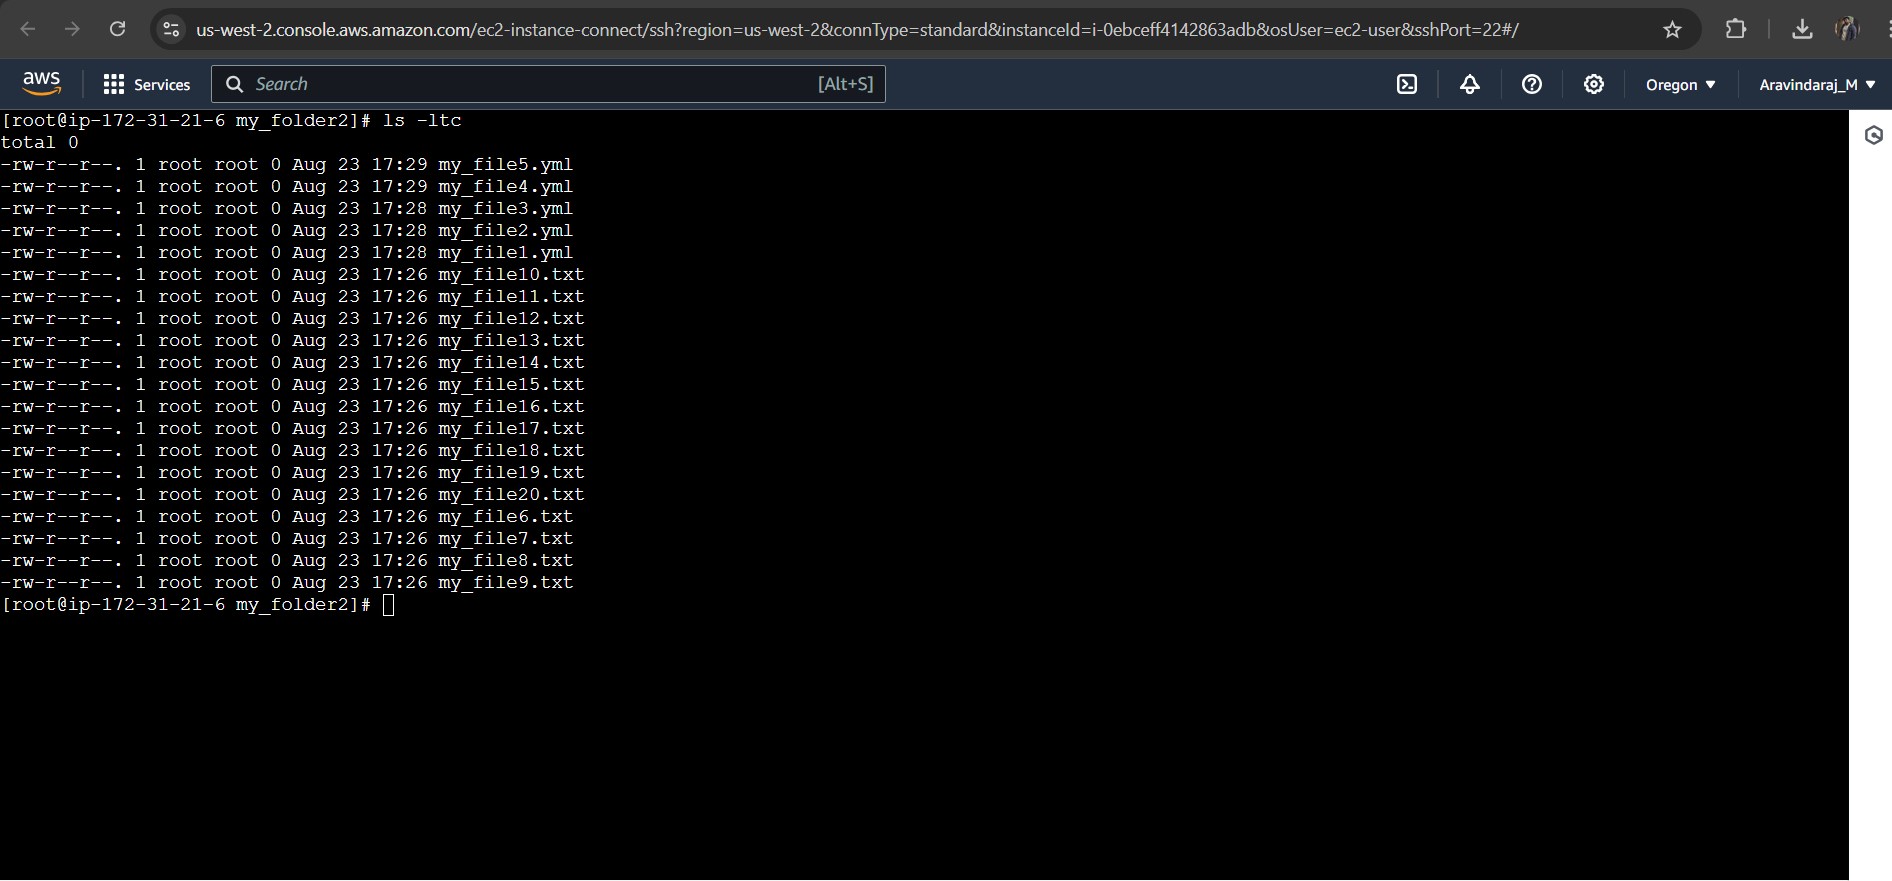 us-west-2.console.aws.amazon.com/ec2-instance-connect/ssh?region=us-west-2&connType=standard&instanceId=i-0ebceff4142863adb&osUser=ec2-user&sshPort=22#/
aws Services Search [Alt+S] Oregon Aravindaraj_M
[root@ip-172-31-21-6 my_folder2]# ls -ltc
total 0
-rw-r--r--. 1 root root 0 Aug 23 17:29 my_file5.yml
-rw-r--r--. 1 root root 0 Aug 23 17:29 my_file4.yml
-rw-r--r--. 1 root root 0 Aug 23 17:28 my_file3.yml
-rw-r--r--. 1 root root 0 Aug 23 17:28 my_file2.yml
-rw-r--r--. 1 root root 0 Aug 23 17:28 my_file1.yml
-rw-r--r--. 1 root root 0 Aug 23 17:26 my_file10.txt
-rw-r--r--. 1 root root 0 Aug 23 17:26 my_file11.txt
-rw-r--r--. 1 root root 0 Aug 23 17:26 my_file12.txt
-rw-r--r--. 1 root root 0 Aug 23 17:26 my_file13.txt
-rw-r--r--. 1 root root 0 Aug 23 17:26 my_file14.txt
-rw-r--r--. 1 root root 0 Aug 23 17:26 my_file15.txt
-rw-r--r--. 1 root root 0 Aug 23 17:26 my_file16.txt
-rw-r--r--. 1 root root 0 Aug 23 17:26 my_file17.txt
-rw-r--r--. 1 root root 0 Aug 23 17:26 my_file18.txt
-rw-r--r--. 1 root root 0 Aug 23 17:26 my_file19.txt
-rw-r--r--. 1 root root 0 Aug 23 17:26 my_file20.txt
-rw-r--r--. 1 root root 0 Aug 23 17:26 my_file6.txt
-rw-r--r--. 1 root root 0 Aug 23 17:26 my_file7.txt
-rw-r--r--. 1 root root 0 Aug 23 17:26 my_file8.txt
-rw-r--r--. 1 root root 0 Aug 23 17:26 my_file9.txt
[root@ip-172-31-21-6 my_folder2]#